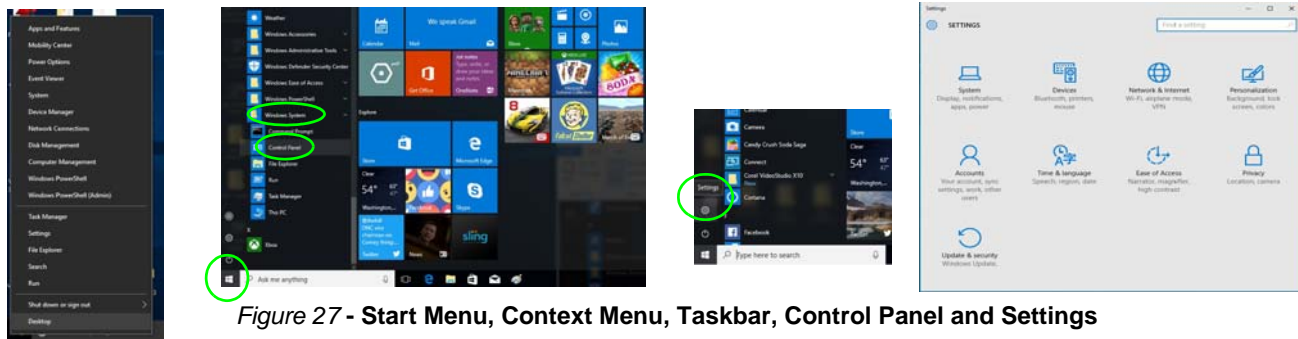 Apps and Features
Mobility Center
Power Options
Event Viewer
System
Device Manager
Network Connections
Disk Management
Computer Management
Windows PowerShell
Windows PowerShell (Admin)
Task Manager
Settings
File Explorer
Search
Run
Shut down or sign out
Desktop
Weather
Windows Accessories
Windows Administrative Tools
Windows Defender Security Center
Windows Ease of Access
Windows PowerShell
Windows System
Command Prompt
Control Panel
File Explorer
Run
Task Manager
This PC
X
Xbox
Ask me anything
We speak Gmail
Calendar
Mail
Get Office
OneNote
Explore
Store
Microsoft Edge
Clear
54°
Washington,...
Skype
Twitter
News
sling
Xbox
Photos
Camera
Candy Crush Soda Saga
Connect
Corel VideoStudio X10
Cortana
Settings
Facebook
Type here to search
Store
Clear
54°
Washington,...
Settings
SETTINGS
Find a setting
System
Display, notifications,
apps, power
Devices
Bluetooth, printers,
mouse
Network & Internet
Wi-Fi, airplane mode,
VPN
Personalization
Background, lock
screen, colors
Accounts
Your account, sync
settings, work, other
users
Time & language
Speech, region, date
Ease of Access
Narrator, magnifier,
high contrast
Privacy
Location, camera
Update & security
Windows Update,
Figure 27 - Start Menu, Context Menu, Taskbar, Control Panel and Settings